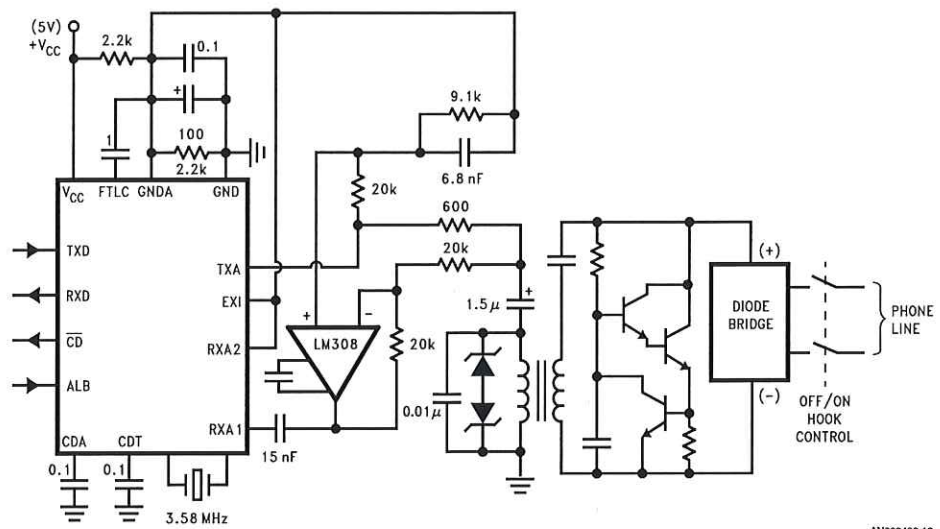 (5V)
+VCC
2.2k
0.1
+
1
100
2.2k
9.1k
6.8 nF
20k
600
20k
VCC FTLC GNDA GND
TXD
TXA
RXD
EXI
CD
RXA2
ALB
RXA1
CDA CDT
0.1
0.1
3.58 MHz
15 nF
+ −
LM308
20k
1.5μ
+
0.01μ
(+)
DIODE
BRIDGE
(−)
PHONE
LINE
OFF/ON
HOOK
CONTROL